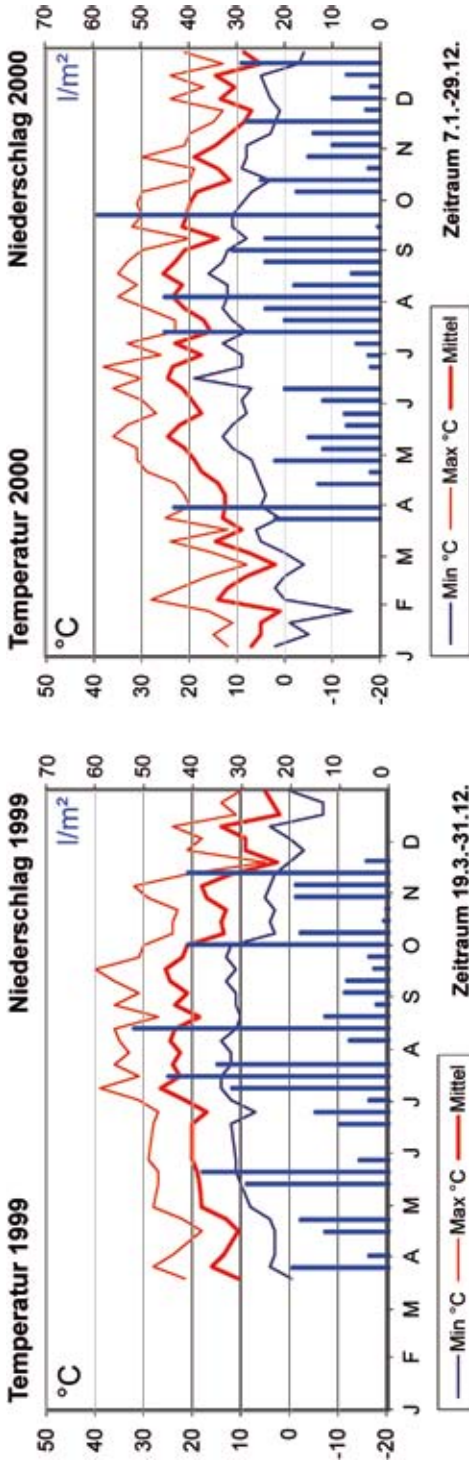 Temperatur 1999 Niederschlag 1999
°C l/m²
50 40 30 20 10 0 -10 -20
70 60 50 40 30 20 10 0
J F M A M J J A S O N D
Min °C Max °C Mittel
Zeitraum 19.3.-31.12.
Temperatur 2000 Niederschlag 2000
°C l/m²
50 40 30 20 10 0 -10 -20
70 60 50 40 30 20 10 0
J F M A M J J A S O N D
Min °C Max °C Mittel
Zeitraum 7.1.-29.12.